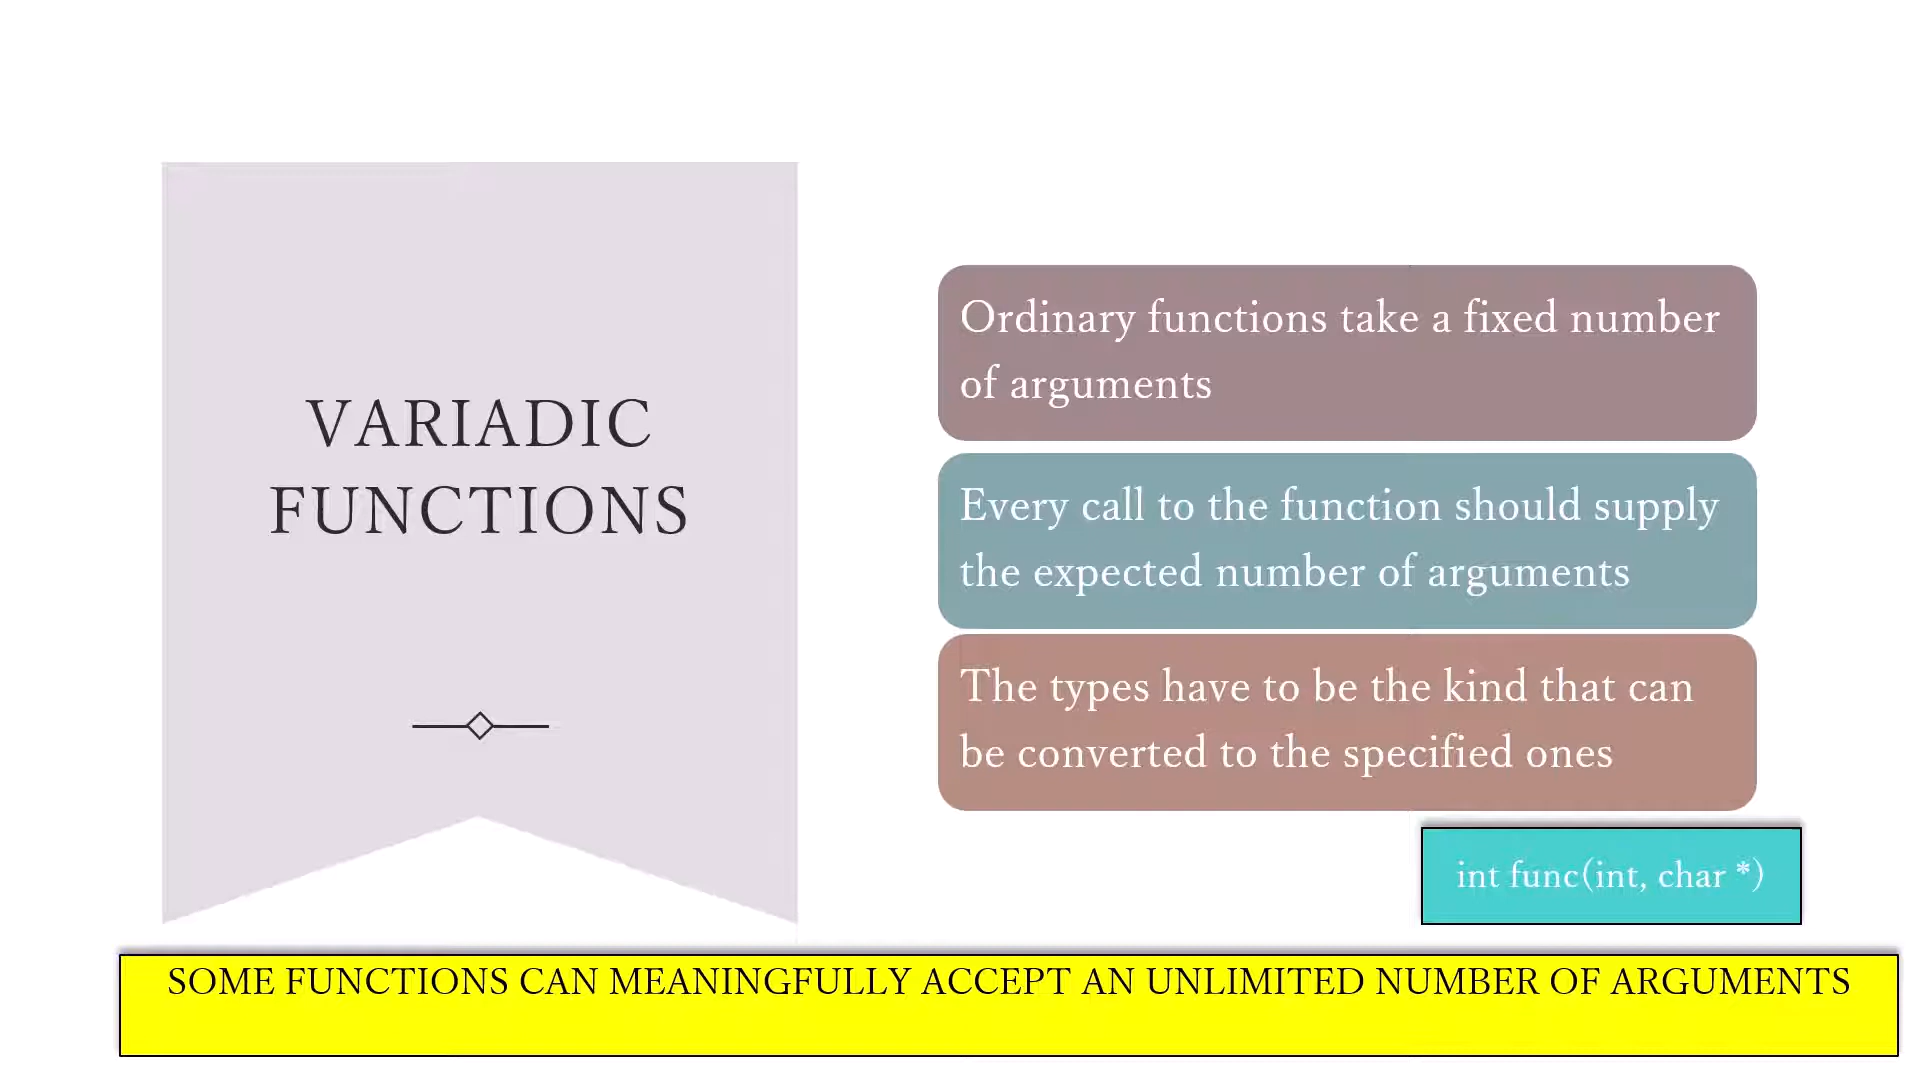 VARIADIC
FUNCTIONS
Ordinary functions take a fixed number
of arguments
Every call to the function should supply
the expected number of arguments
The types have to be the kind that can
be converted to the specified ones
int func(int, char *)
SOME FUNCTIONS CAN MEANINGFULLY ACCEPT AN UNLIMITED NUMBER OF ARGUMENTS